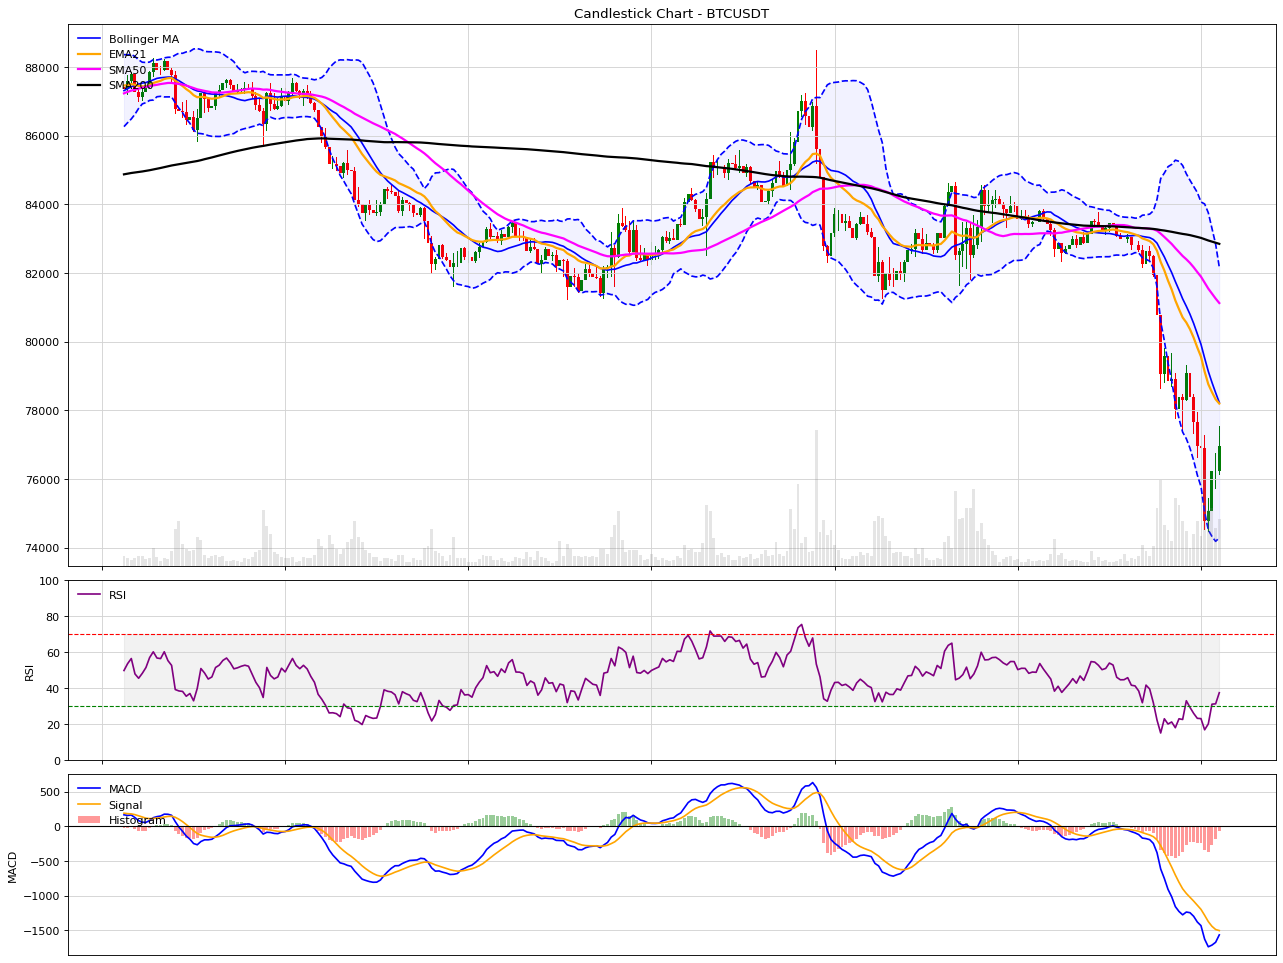 Candlestick Chart - BTCUSDT
Bollinger MA
EMA21
SMA50
SMA200
88000
86000
84000
82000
80000
78000
76000
74000
RSI
100
80
60
40
20
0
RSI
MACD
Signal
Histogram
500
0
−500
−1000
−1500
MACD